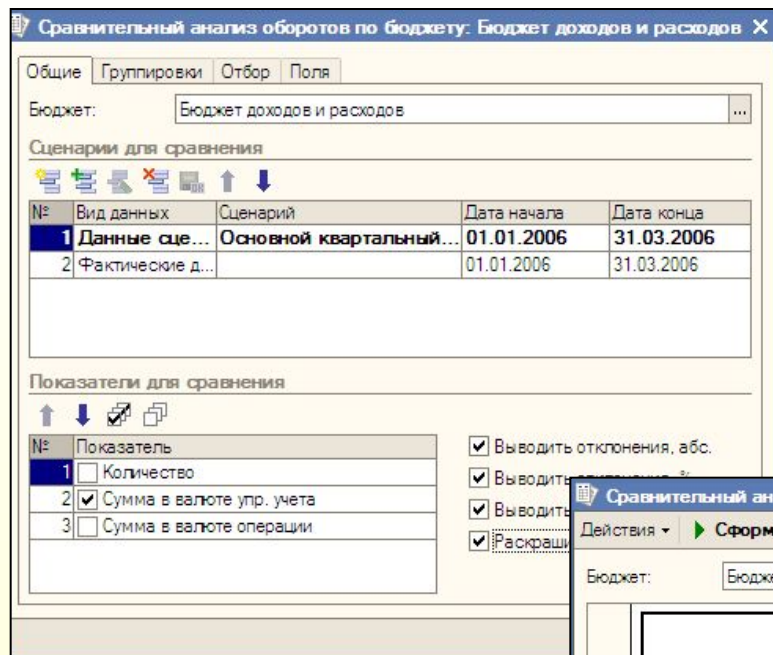 Сравнительный анализ оборотов по бюджету: Бюджет доходов и расходов
Общие Группировки Отбор Поля
Бюджет: Бюджет доходов и расходов ...
Сценарии для сравнения
№ Вид данных Сценарий Дата начала Дата конца
1 Данные сце... Основной квартальный... 01.01.2006 31.03.2006
2 Фактические д... 01.01.2006 31.03.2006
Показатели для сравнения
№ Показатель
1 Количество
2 Сумма в валюте упр. учета
3 Сумма в валюте операции
Выводить отклонения, абс.
Выводить
Выводить
Раскраши
Сравнительный ан
Действия Сформ
Бюджет: Бюдже